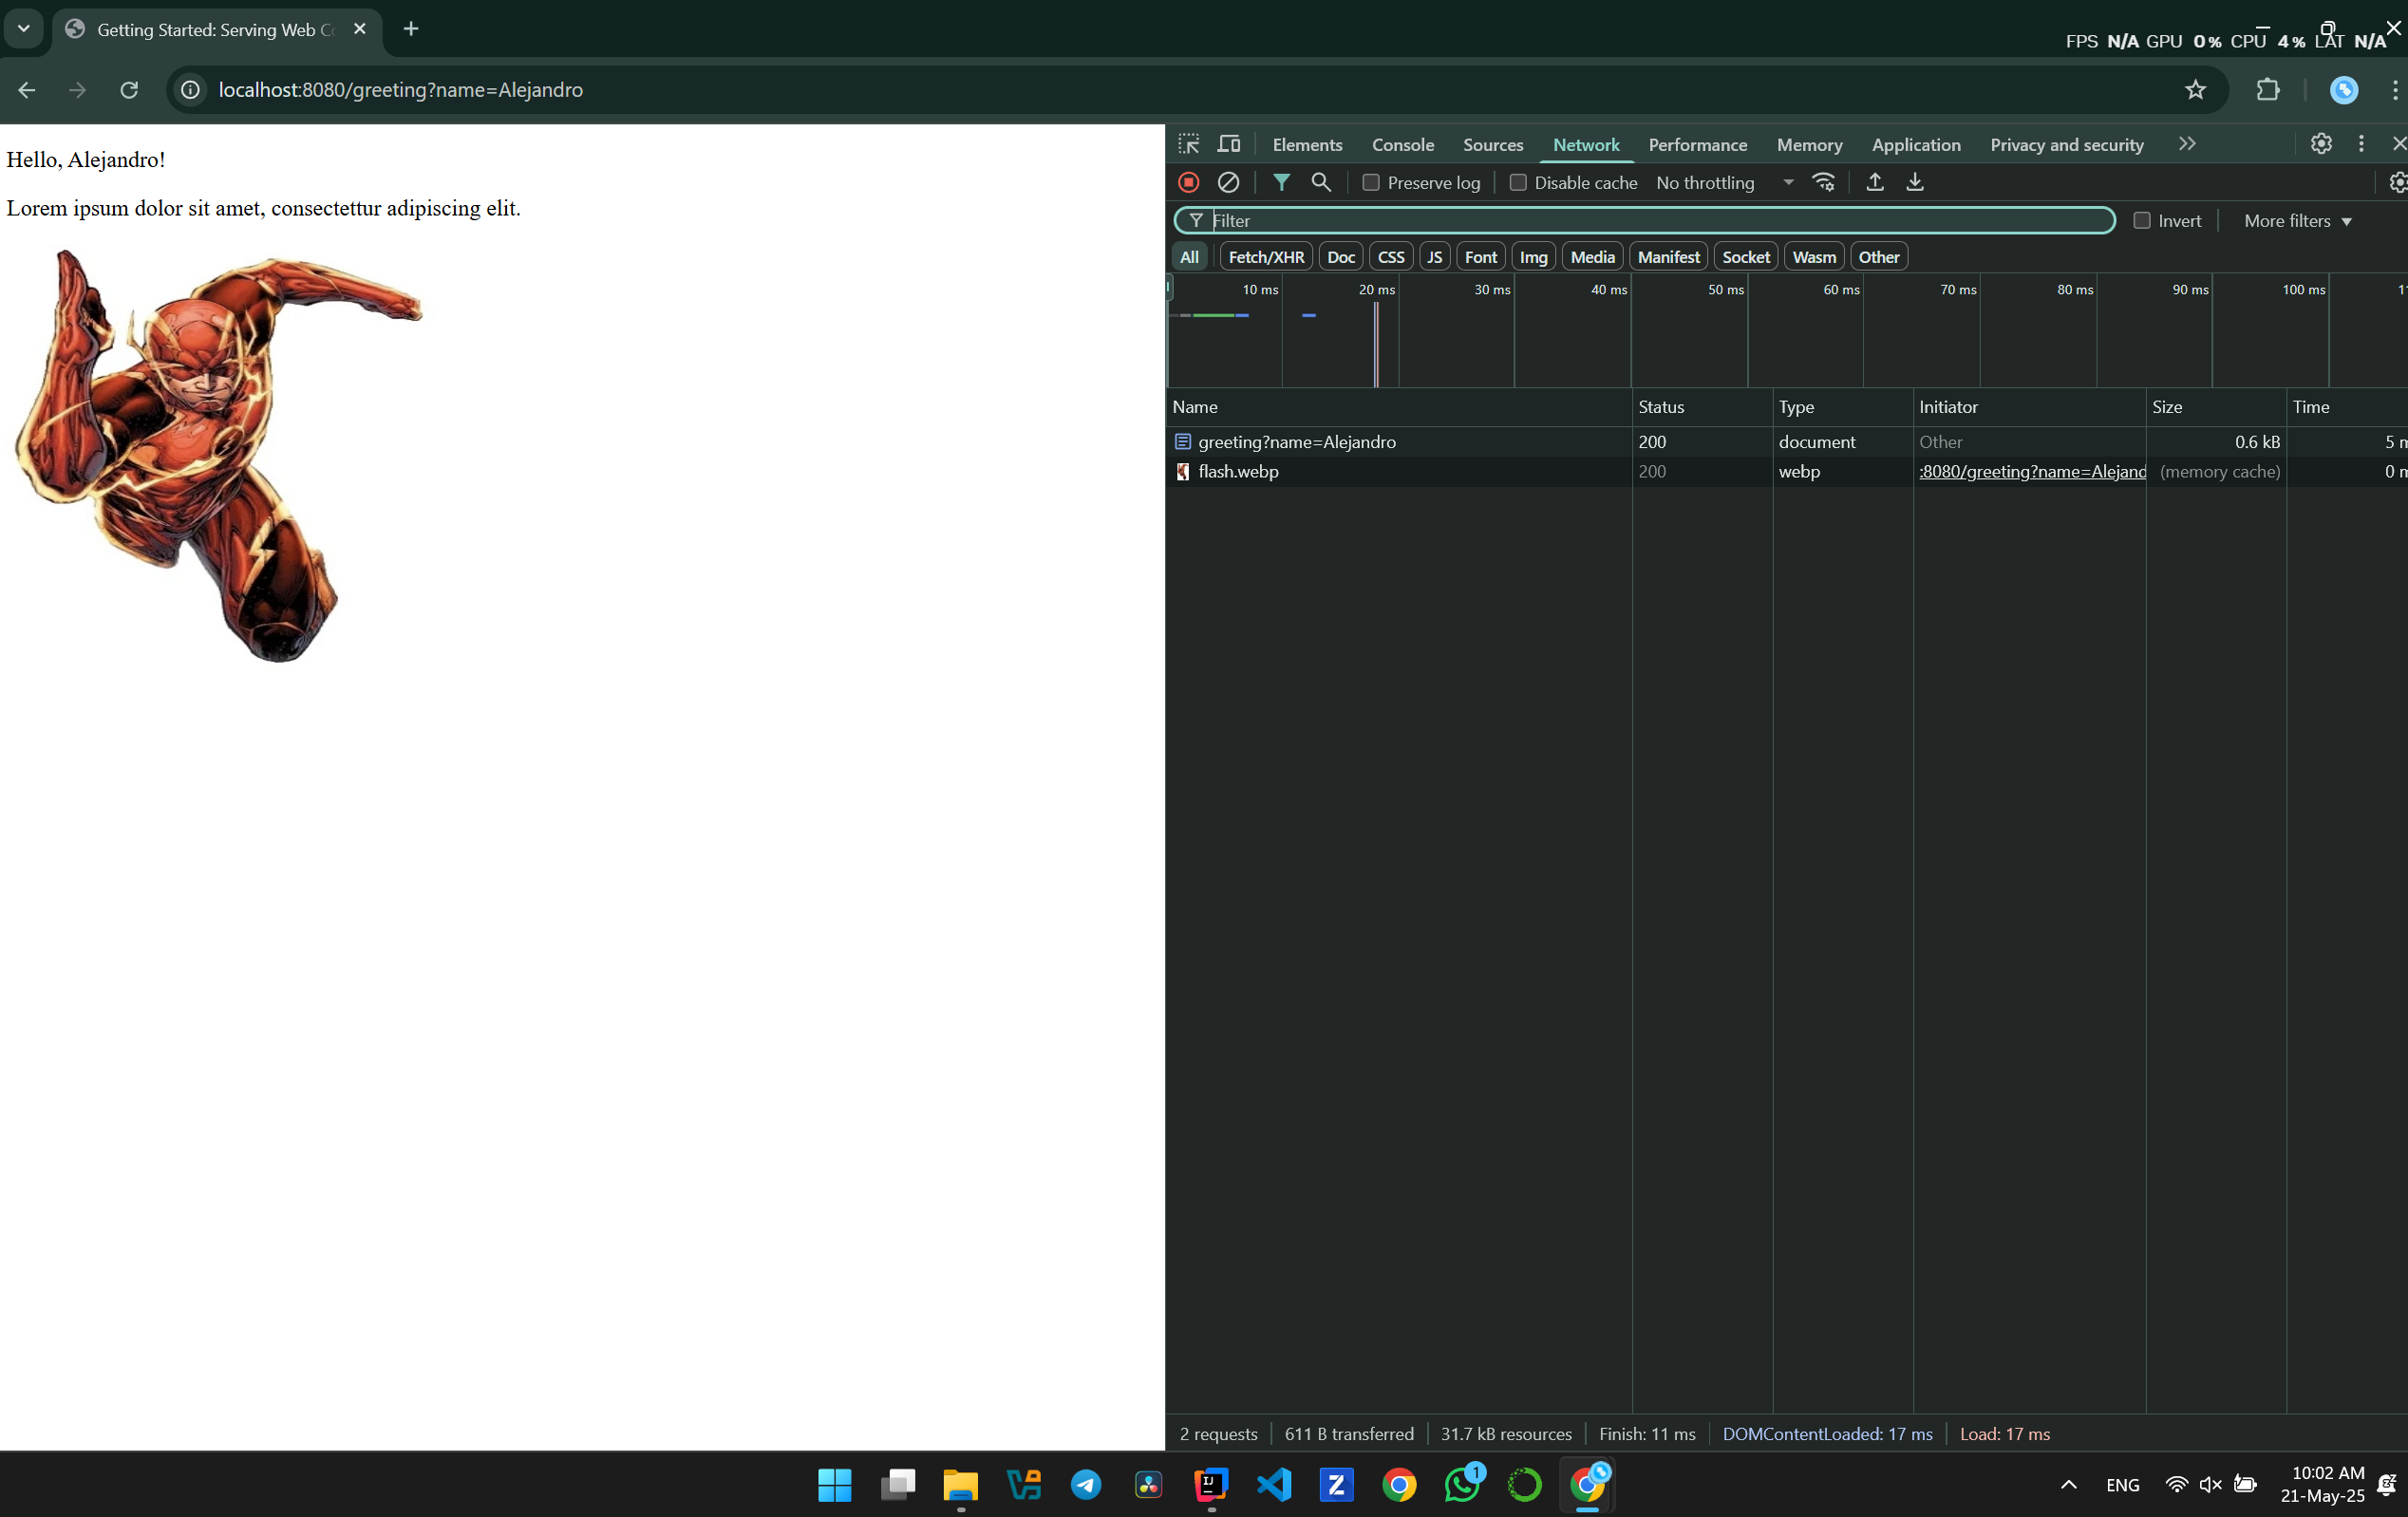 Getting Started: Serving Web Co
FPS N/A GPU 0% CPU 4% LAT N/A
localhost:8080/greeting?name=Alejandro
Hello, Alejandro!
Lorem ipsum dolor sit amet, consectettur adipiscing elit.
Elements Console Sources Network Performance Memory Application Privacy and security
Preserve log Disable cache No throttling
Filter Invert More filters
All Fetch/XHR Doc CSS JS Font Img Media Manifest Socket Wasm Other
10 ms 20 ms 30 ms 40 ms 50 ms 60 ms 70 ms 80 ms 90 ms 100 ms 1
Name Status Type Initiator Size Time
greeting?name=Alejandro 200 document Other 0.6 kB 5 m
flash.webp 200 webp :8080/greeting?name=Alejand (memory cache) 0 m
2 requests 611 B transferred 31.7 kB resources Finish: 11 ms DOMContentLoaded: 17 ms Load: 17 ms
IJ
Z
1
ENG
10:02 AM
21-May-25